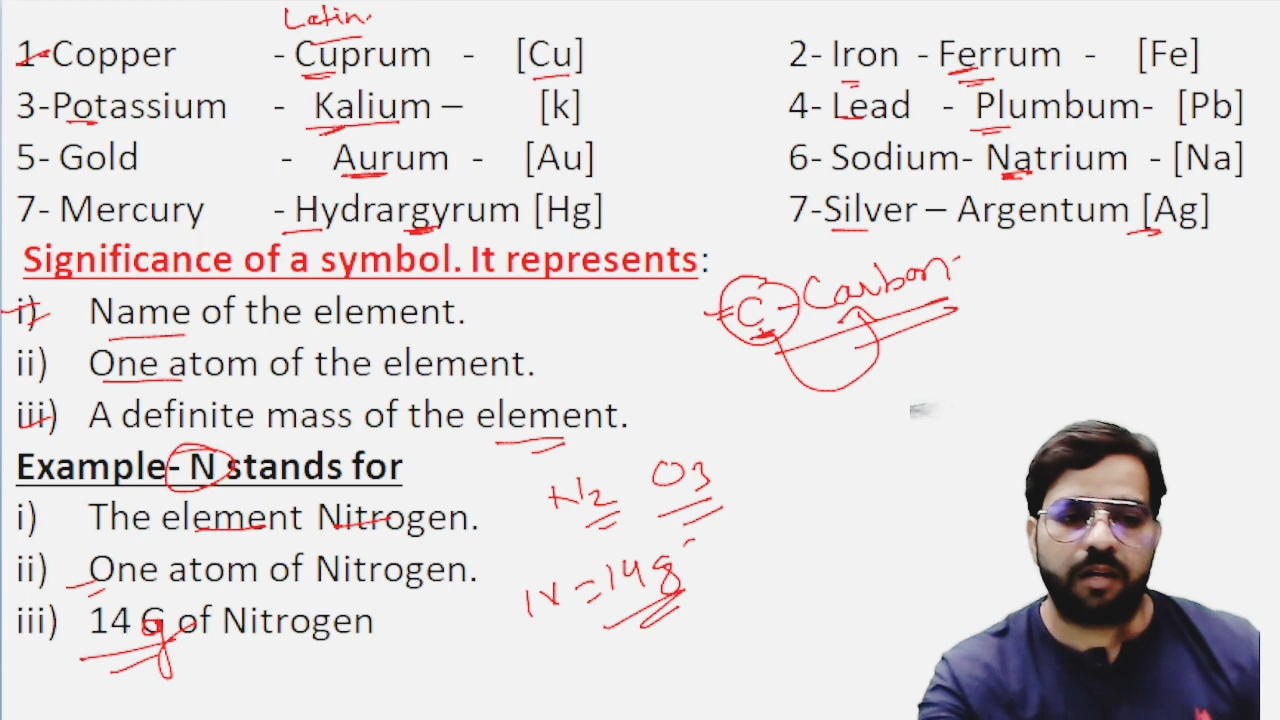 Latin.
1-Copper - Cuprum - [Cu] 2- Iron - Ferrum - [Fe]
3-Potassium - Kalium – [k] 4- Lead - Plumbum- [Pb]
5- Gold - Aurum - [Au] 6- Sodium- Natrium - [Na]
7- Mercury - Hydrargyrum [Hg] 7-Silver – Argentum [Ag]
Significance of a symbol. It represents:
i) Name of the element.
C - Carbon
ii) One atom of the element.
iii) A definite mass of the element.
Example- N stands for
N2 O3
i) The element Nitrogen.
ii) One atom of Nitrogen.
N = 14g
iii) 14 g of Nitrogen